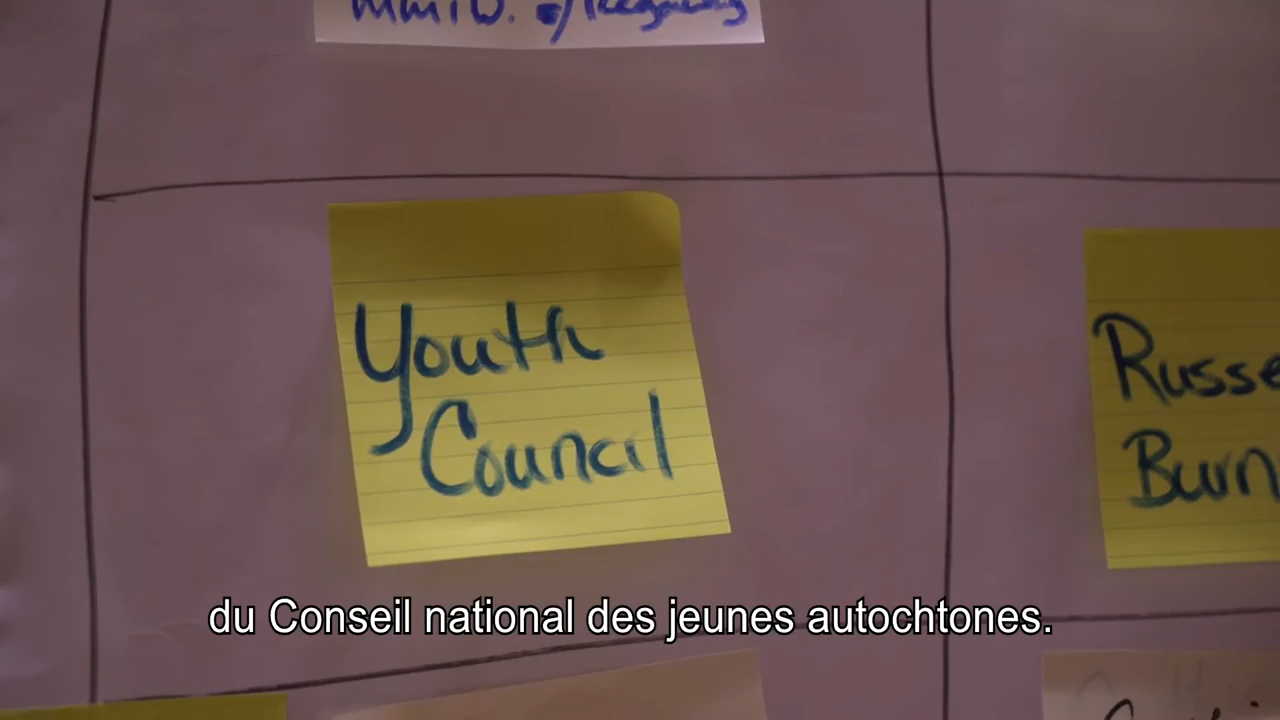 Youth
Council
Russe
Burn
du Conseil national des jeunes autochtones.